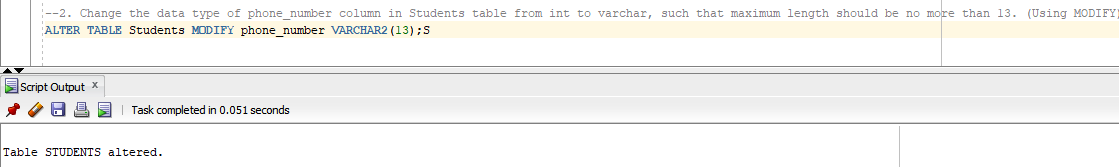 --2. Change the data type of phone_number column in Students table from int to varchar, such that maximum length should be no more than 13. (Using MODIFY)
ALTER TABLE Students MODIFY phone_number VARCHAR2(13);S
Script Output x
Task completed in 0.051 seconds
Table STUDENTS altered.